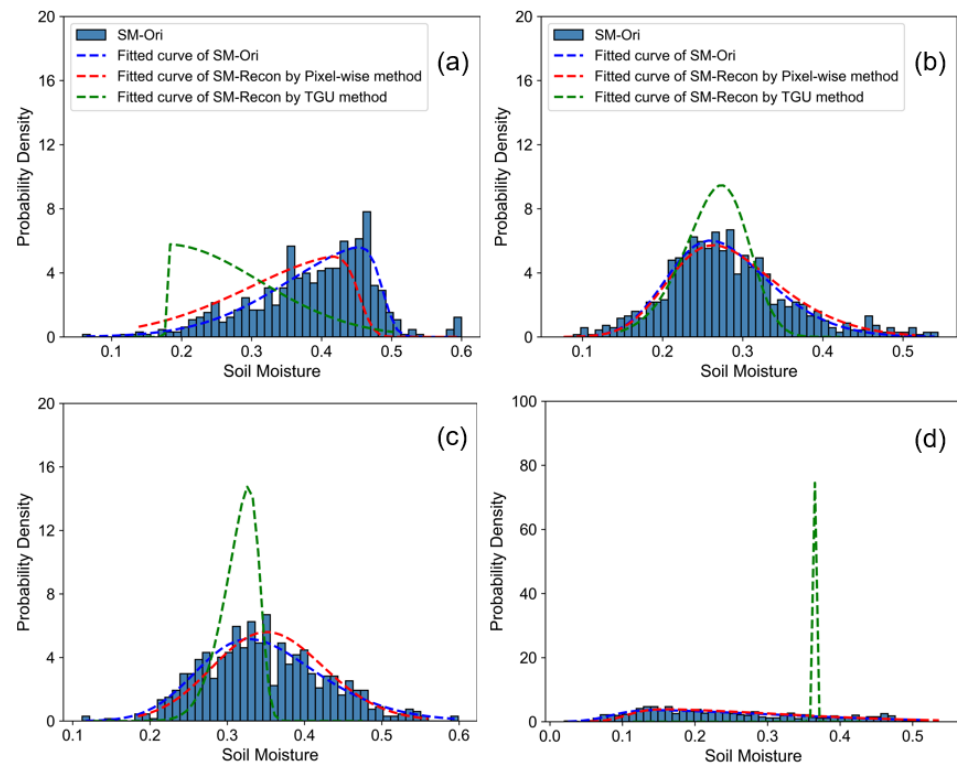 20
16
12
8
4
0
Probability Density
SM-Ori
Fitted curve of SM-Ori
Fitted curve of SM-Recon by Pixel-wise method
Fitted curve of SM-Recon by TGU method
(a)
0.1 0.2 0.3 0.4 0.5 0.6
Soil Moisture
20
16
12
8
4
0
Probability Density
SM-Ori
Fitted curve of SM-Ori
Fitted curve of SM-Recon by Pixel-wise method
Fitted curve of SM-Recon by TGU method
(b)
0.1 0.2 0.3 0.4 0.5
Soil Moisture
20
16
12
8
4
0
Probability Density
(c)
0.1 0.2 0.3 0.4 0.5 0.6
Soil Moisture
100
80
60
40
20
0
Probability Density
(d)
0.0 0.1 0.2 0.3 0.4 0.5
Soil Moisture